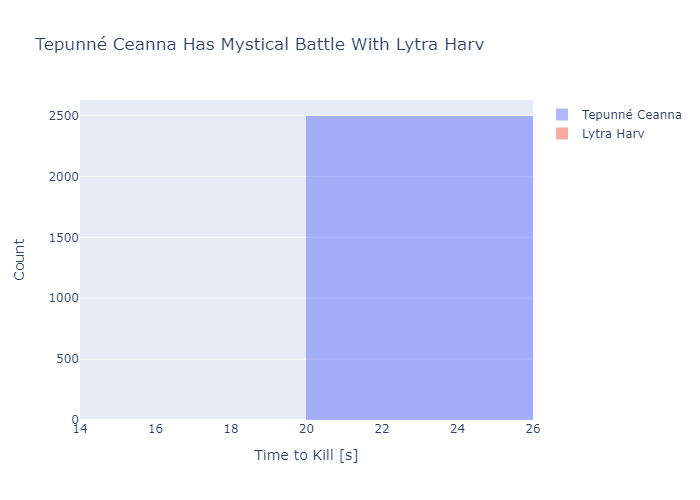 Tepunné Ceanna Has Mystical Battle With Lytra Harv
Tepunné Ceanna
Lytra Harv
2500
2000
1500
1000
500
0
14 16 18 20 22 24 26
Count
Time to Kill [s]